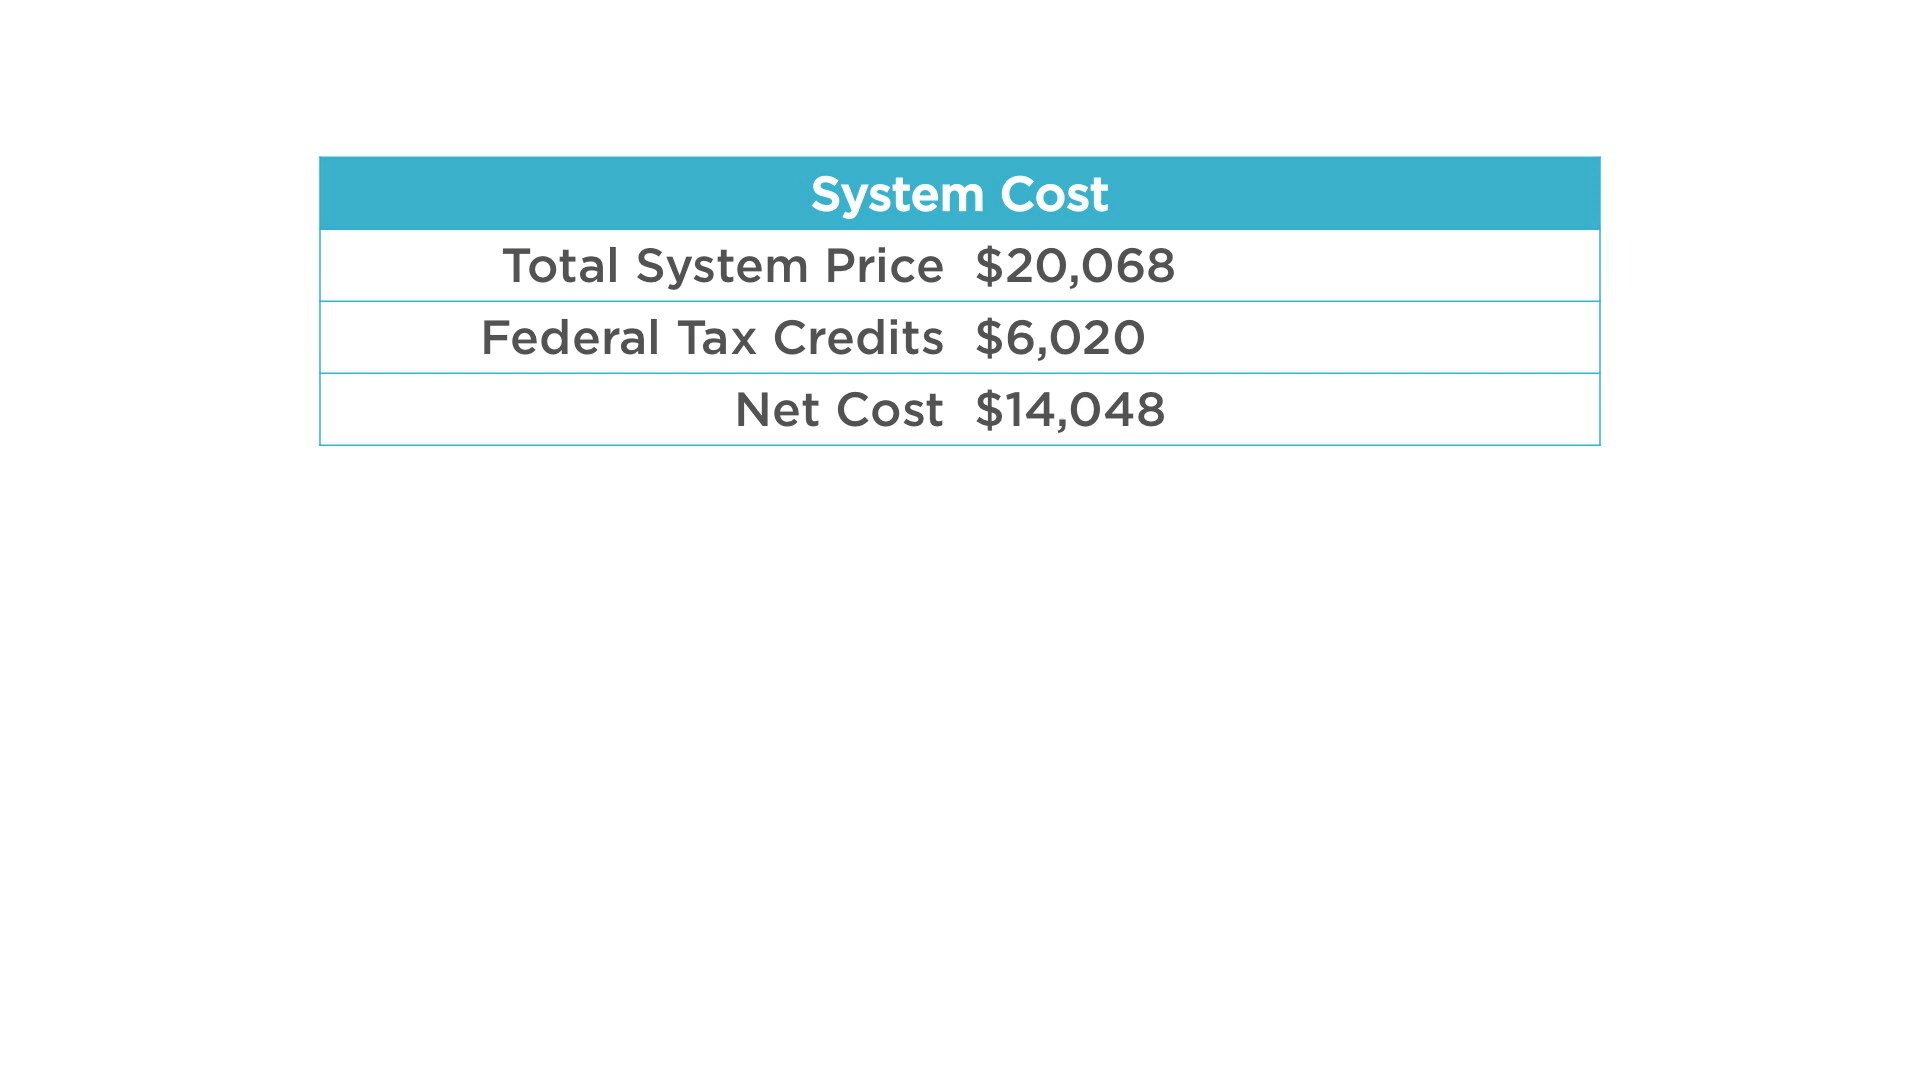 System Cost
Total System Price $20,068
Federal Tax Credits $6,020
Net Cost $14,048